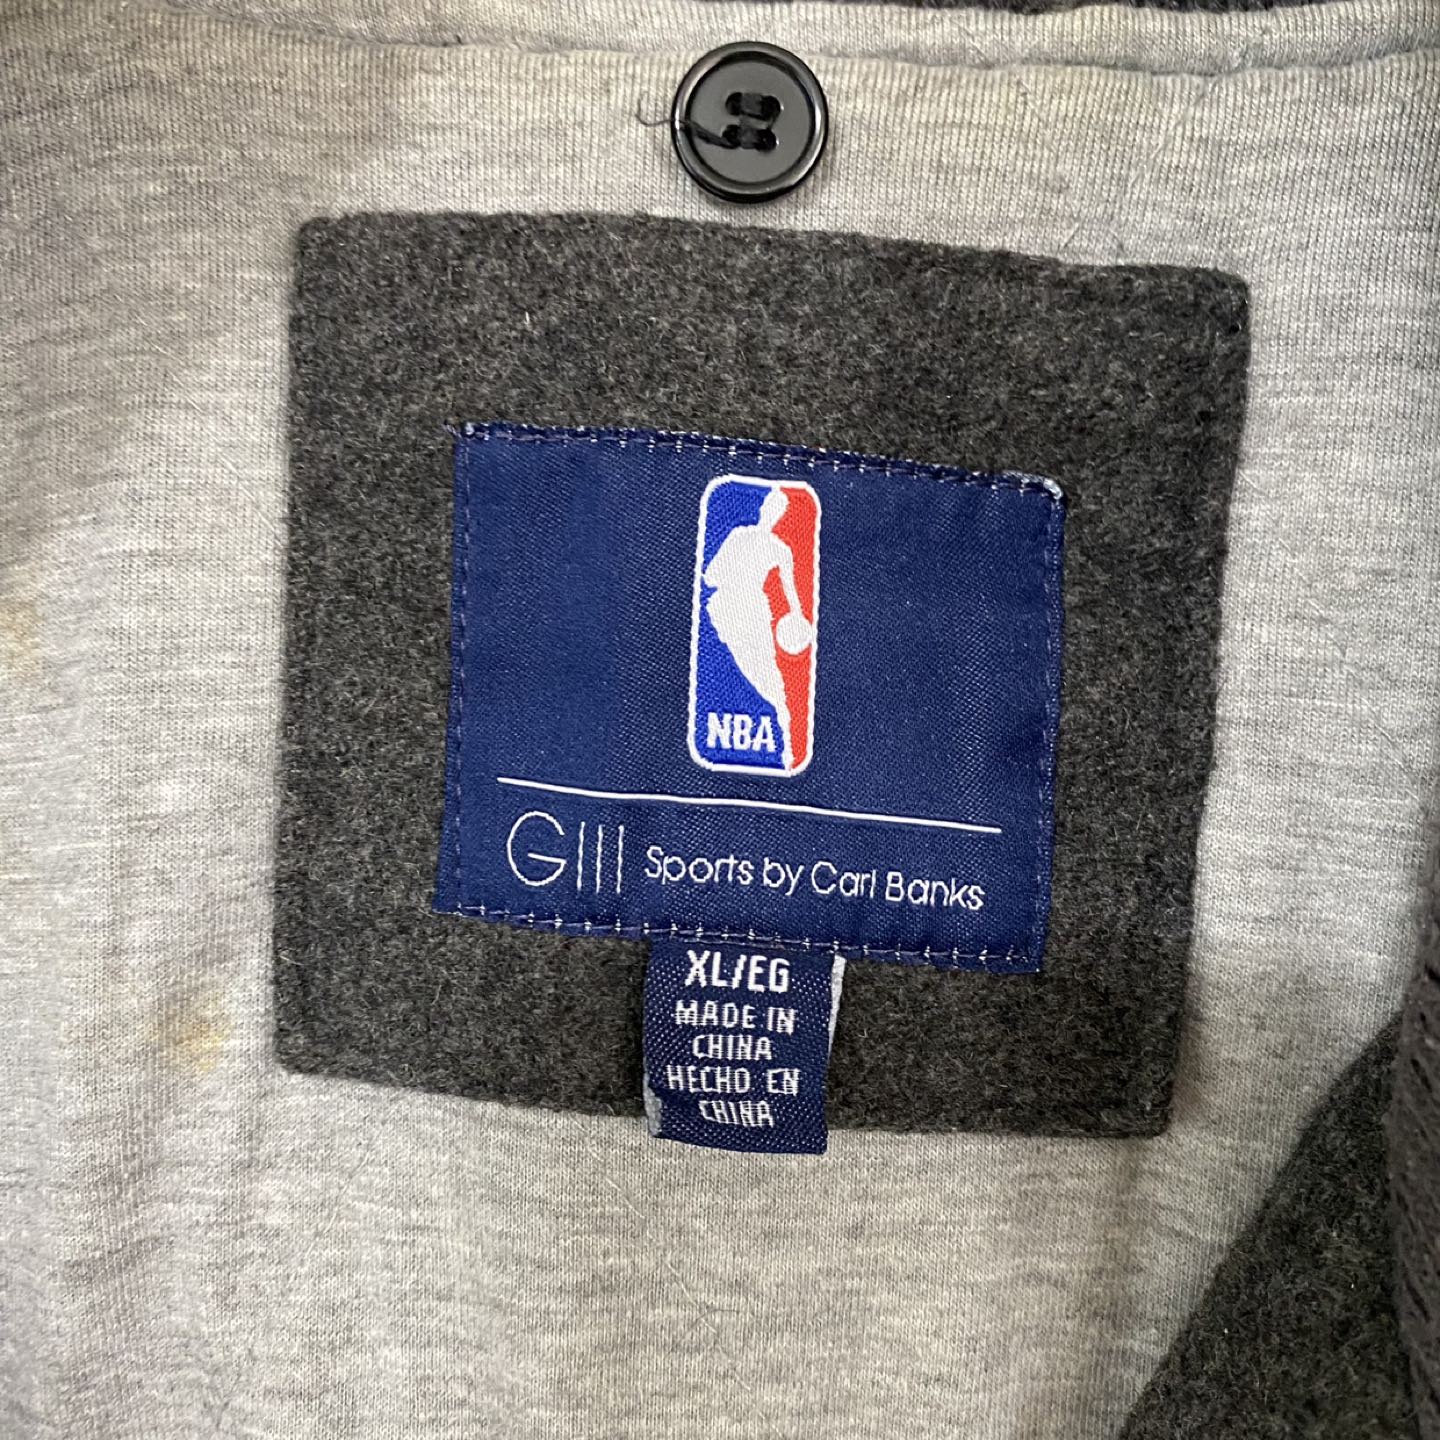 NBA
GIII Sports by Carl Banks
XL/EG
MADE IN
CHINA
HECHO EN
CHINA